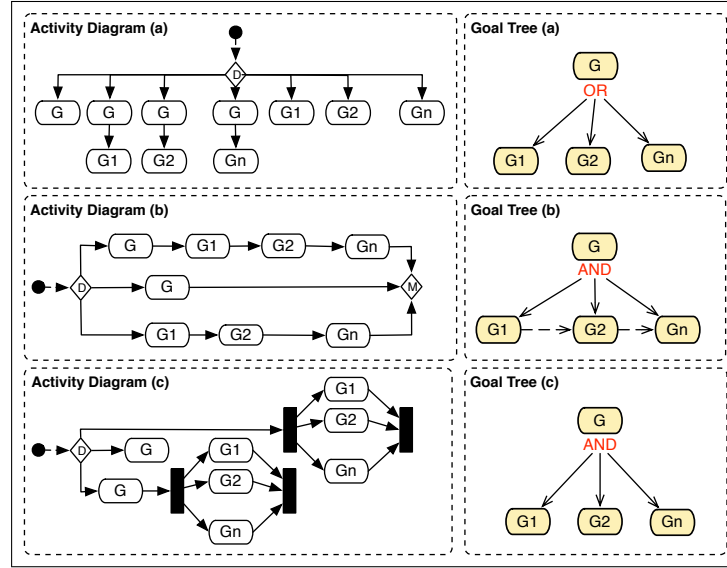 Activity Diagram (a)
D
G G G G G1 G2 Gn
G1 G2 Gn
Goal Tree (a)
G
OR
G1 G2 Gn
Activity Diagram (b)
G G1 G2 Gn
D G M
G1 G2 Gn
Goal Tree (b)
G
AND
G1 G2 Gn
Activity Diagram (c)
G1
G2
Gn
D G
G1
G G2
Gn
Goal Tree (c)
G
AND
G1 G2 Gn